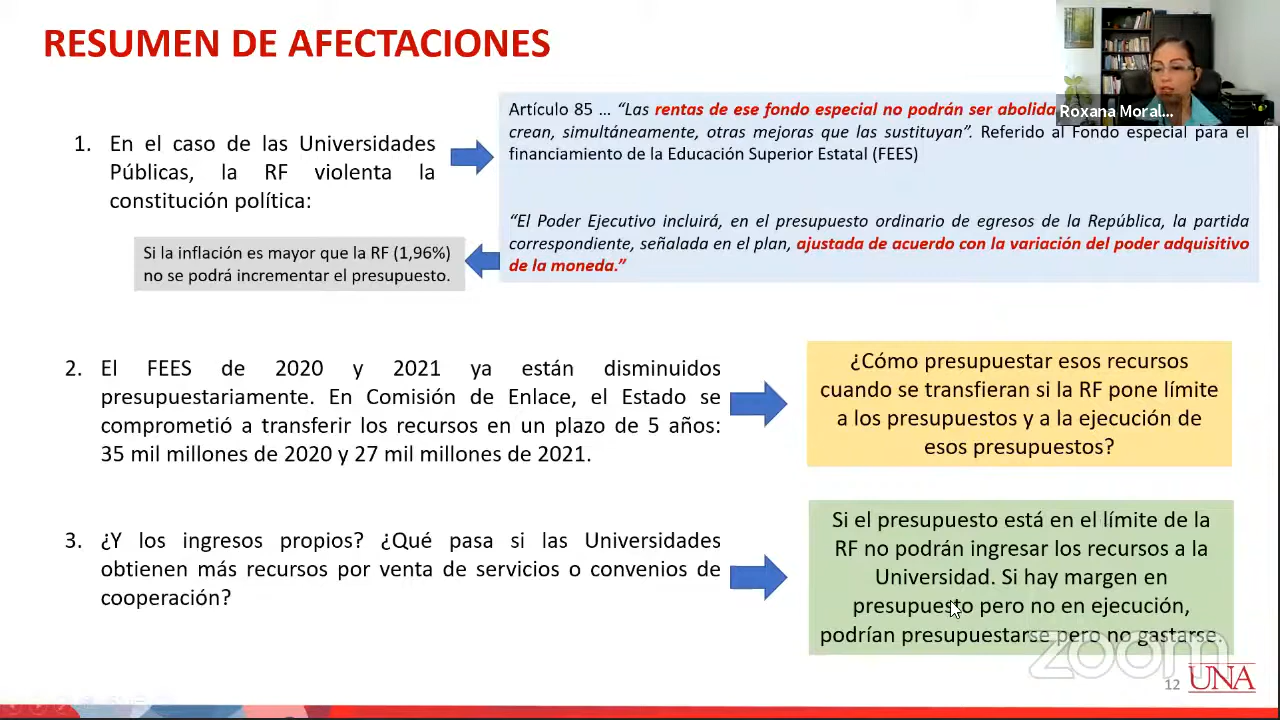 RESUMEN DE AFECTACIONES
Roxana Moral...
1. En el caso de las Universidades
Públicas, la RF violenta la
constitución política:
Artículo 85 ... “Las rentas de ese fondo especial no podrán ser abolida
crean, simultáneamente, otras mejoras que las sustituyan”. Referido al Fondo especial para el
financiamiento de la Educación Superior Estatal (FEES)
“El Poder Ejecutivo incluirá, en el presupuesto ordinario de egresos de la República, la partida
correspondiente, señalada en el plan, ajustada de acuerdo con la variación del poder adquisitivo
de la moneda.”
Si la inflación es mayor que la RF (1,96%)
no se podrá incrementar el presupuesto.
2. El FEES de 2020 y 2021 ya están disminuidos
presupuestariamente. En Comisión de Enlace, el Estado se
comprometió a transferir los recursos en un plazo de 5 años:
35 mil millones de 2020 y 27 mil millones de 2021.
¿Cómo presupuestar esos recursos
cuando se transfieran si la RF pone límite
a los presupuestos y a la ejecución de
esos presupuestos?
3. ¿Y los ingresos propios? ¿Qué pasa si las Universidades
obtienen más recursos por venta de servicios o convenios de
cooperación?
Si el presupuesto está en el límite de la
RF no podrán ingresar los recursos a la
Universidad. Si hay margen en
presupuesto pero no en ejecución,
podrían presupuestarse pero no gastarse.
zoom
12 UNA